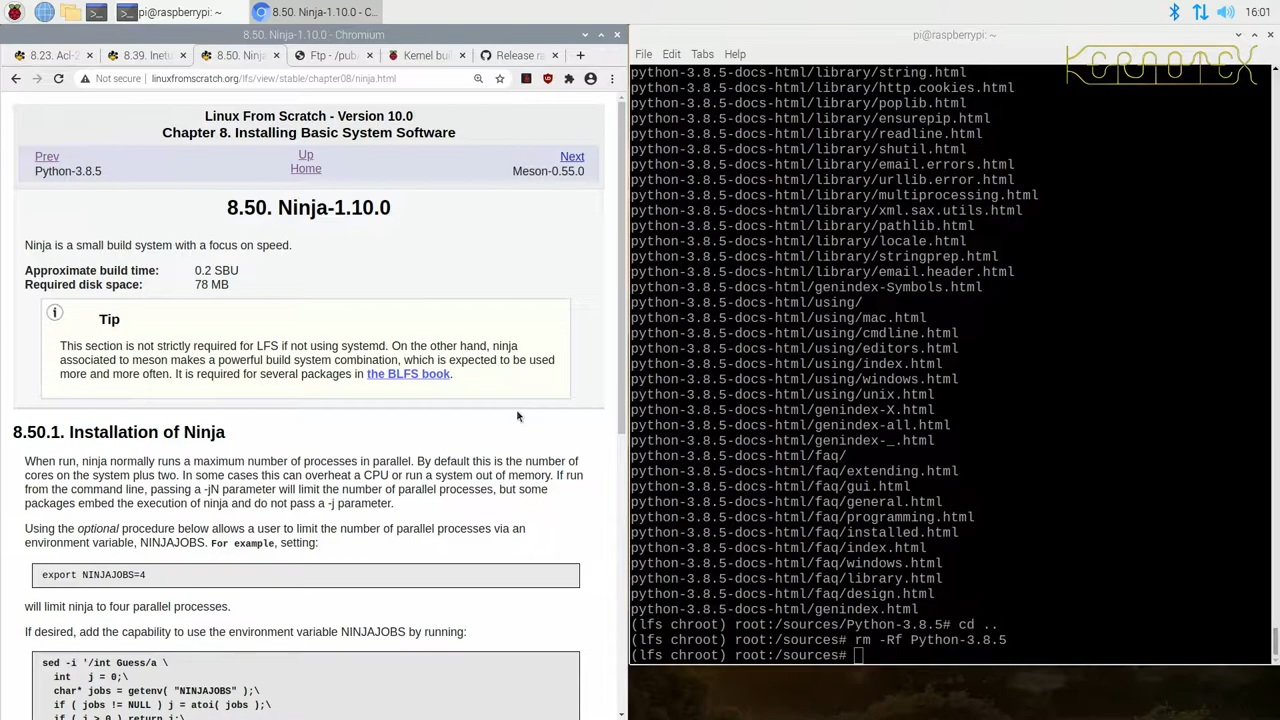 pi@raspberrypi: ~
8.50. Ninja-1.10.0 - C...
16:01
8.50. Ninja-1.10.0 - Chromium
8.23. Acl-2
8.39. Inetu
8.50. Ninj
Ftp - /pub
Kernel bui
Release n
Not secure | linuxfromscratch.org/lfs/view/stable/chapter08/ninja.html
Linux From Scratch - Version 10.0
Chapter 8. Installing Basic System Software
Prev
Python-3.8.5
Up
Home
Next
Meson-0.55.0
8.50. Ninja-1.10.0
Ninja is a small build system with a focus on speed.
Approximate build time: 0.2 SBU
Required disk space: 78 MB
Tip
This section is not strictly required for LFS if not using systemd. On the other hand, ninja
associated to meson makes a powerful build system combination, which is expected to be used
more and more often. It is required for several packages in the BLFS book.
8.50.1. Installation of Ninja
When run, ninja normally runs a maximum number of processes in parallel. By default this is the number of
cores on the system plus two. In some cases this can overheat a CPU or run a system out of memory. If run
from the command line, passing a -jN parameter will limit the number of parallel processes, but some
packages embed the execution of ninja and do not pass a -j parameter.
Using the optional procedure below allows a user to limit the number of parallel processes via an
environment variable, NINJAJOBS. For example, setting:
export NINJAJOBS=4
will limit ninja to four parallel processes.
If desired, add the capability to use the environment variable NINJAJOBS by running:
sed -i '/int Guess/a \
int j = 0;\
char* jobs = getenv( "NINJAJOBS" );\
if ( jobs != NULL ) j = atoi( jobs );\
if ( j > 0 ) return j;\
pi@raspberrypi: ~
File Edit Tabs Help
KERNOTEX
python-3.8.5-docs-html/library/string.html
python-3.8.5-docs-html/library/http.cookies.html
python-3.8.5-docs-html/library/poplib.html
python-3.8.5-docs-html/library/ensurepip.html
python-3.8.5-docs-html/library/readline.html
python-3.8.5-docs-html/library/shutil.html
python-3.8.5-docs-html/library/email.errors.html
python-3.8.5-docs-html/library/urllib.error.html
python-3.8.5-docs-html/library/multiprocessing.html
python-3.8.5-docs-html/library/xml.sax.utils.html
python-3.8.5-docs-html/library/pathlib.html
python-3.8.5-docs-html/library/locale.html
python-3.8.5-docs-html/library/stringprep.html
python-3.8.5-docs-html/library/email.header.html
python-3.8.5-docs-html/genindex-Symbols.html
python-3.8.5-docs-html/using/
python-3.8.5-docs-html/using/mac.html
python-3.8.5-docs-html/using/cmdline.html
python-3.8.5-docs-html/using/editors.html
python-3.8.5-docs-html/using/index.html
python-3.8.5-docs-html/using/windows.html
python-3.8.5-docs-html/using/unix.html
python-3.8.5-docs-html/genindex-X.html
python-3.8.5-docs-html/genindex-all.html
python-3.8.5-docs-html/genindex-_.html
python-3.8.5-docs-html/faq/
python-3.8.5-docs-html/faq/extending.html
python-3.8.5-docs-html/faq/gui.html
python-3.8.5-docs-html/faq/general.html
python-3.8.5-docs-html/faq/programming.html
python-3.8.5-docs-html/faq/installed.html
python-3.8.5-docs-html/faq/index.html
python-3.8.5-docs-html/faq/windows.html
python-3.8.5-docs-html/faq/library.html
python-3.8.5-docs-html/faq/design.html
python-3.8.5-docs-html/genindex.html
(lfs chroot) root:/sources/Python-3.8.5# cd ..
(lfs chroot) root:/sources# rm -Rf Python-3.8.5
(lfs chroot) root:/sources#